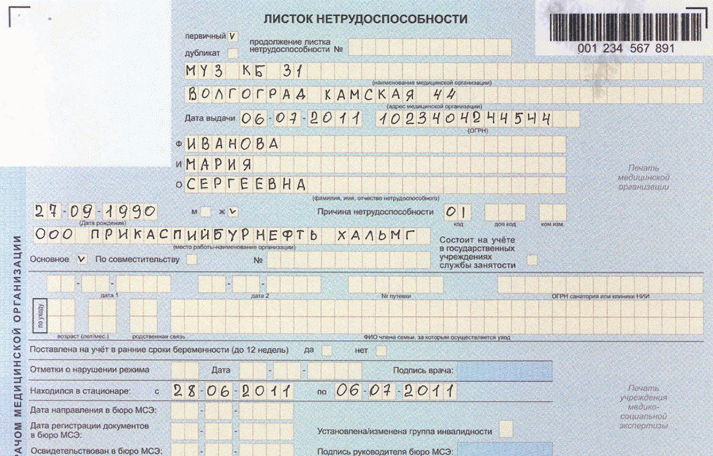 ЛИСТОК НЕТРУДОСПОСОБНОСТИ
001 234 567 891
первичный V
продолжение листка
нетрудоспособности №
дубликат
МУЗ КБ 31
(наименование медицинской организации)
ВОЛГОГРАД КАМСКАЯ 44
(адрес медицинской организации)
Дата выдачи 06-07-2011 1023404244544
(ОГРН)
Ф ИВАНОВА
И МАРИЯ
О СЕРГЕЕВНА
(фамилия, имя, отчество нетрудоспособного)
Печать
медицинской
организации
27-09-1990 м ж V Причина нетрудоспособности 01
(Дата рождения) код доп код код изм.
ООО ПРИКАСПИЙБУРНЕФТЬ ХАЛЬМГ
(место работы-наименование организации)
Состоит на учёте
в государственных
учреждениях
службы занятости
Основное V По совместительству №
дата 1 дата 2 № путевки ОГРН санатория или клиники НИИ
по уходу
возраст (лет/мес.) родственная связь ФИО члена семьи, за которым осуществляется уход
Поставлена на учёт в ранние сроки беременности (до 12 недель) да нет
Отметки о нарушении режима Дата Подпись врача:
Находился в стационаре: с 28-06-2011 по 06-07-2011
Печать
учреждения
медико-
социальной
экспертизы
Дата направления в бюро МСЭ:
Дата регистрации документов
в бюро МСЭ:
Установлена/изменена группа инвалидности
Освидетельствован в бюро МСЭ:
Подпись руководителя бюро МСЭ:
ВРАЧОМ МЕДИЦИНСКОЙ ОРГАНИЗАЦИИ